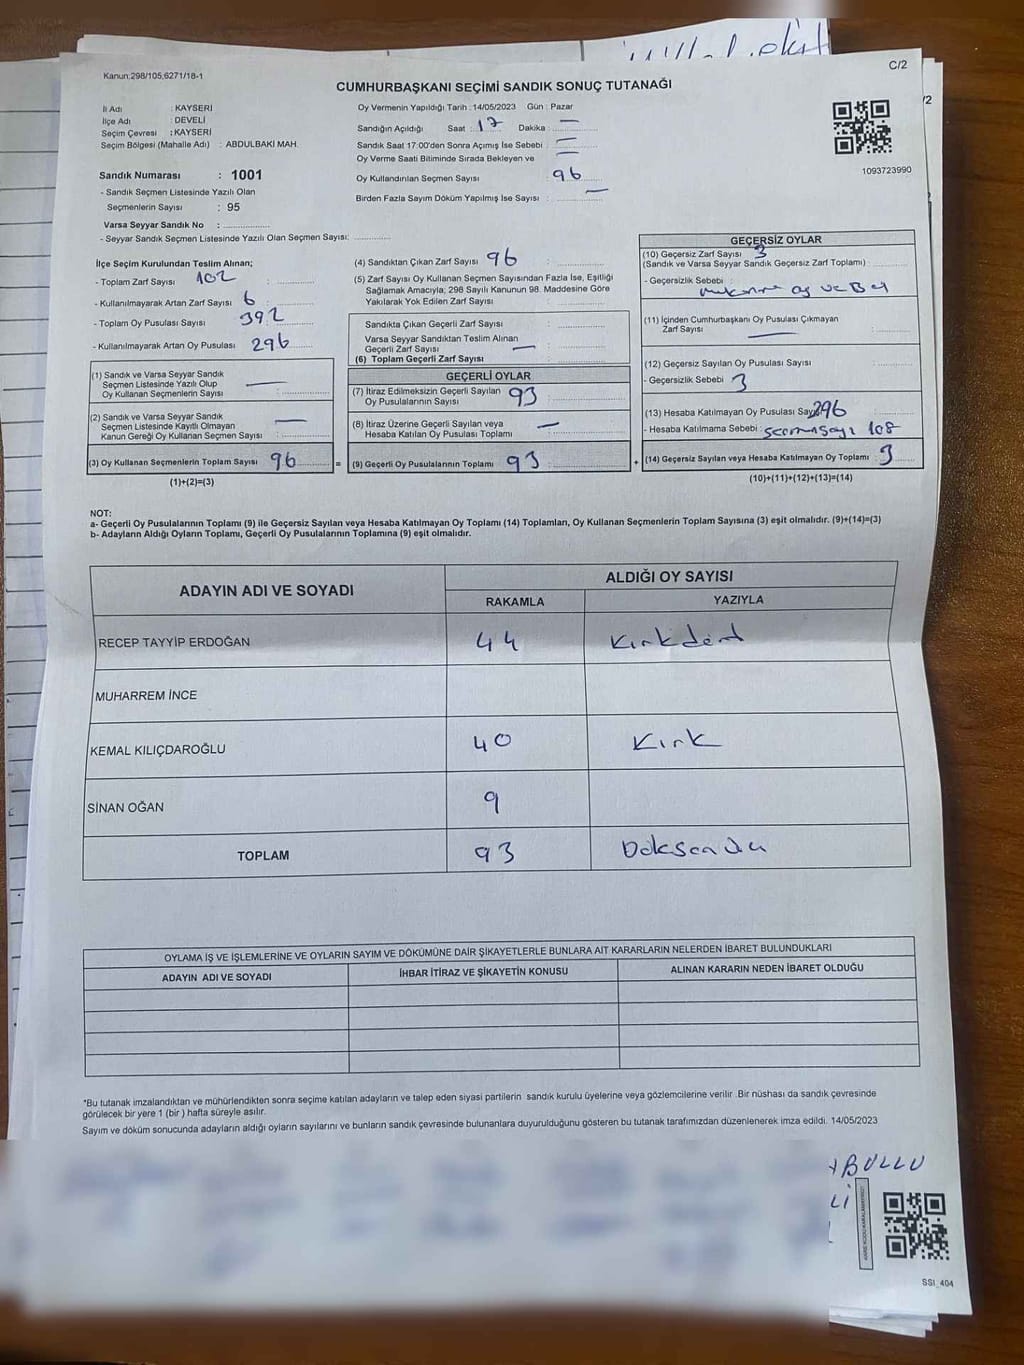 C/2
Kanun;298/105,6271/18-1
CUMHURBAŞKANI SEÇİMİ SANDIK SONUÇ TUTANAĞI
İl Adı : KAYSERİ
İlçe Adı : DEVELİ
Seçim Çevresi : KAYSERİ
Seçim Bölgesi (Mahalle Adı) : ABDULBAKİ MAH.
Sandık Numarası : 1001
- Sandık Seçmen Listesinde Yazılı Olan
Seçmenlerin Sayısı : 95
Varsa Seyyar Sandık No :
- Seyyar Sandık Seçmen Listesinde Yazılı Olan Seçmen Sayısı:
Oy Vermenin Yapıldığı Tarih :14/05/2023 Gün : Pazar
Sandığın Açıldığı Saat : 17 Dakika : —
Sandık Saat 17:00'den Sonra Açımış İse Sebebi : —
Oy Verme Saati Bitiminde Sırada Bekleyen ve —
Oy Kullandırılan Seçmen Sayısı : 96
Birden Fazla Sayım Döküm Yapılmış İse Sayısı : —
1093723990
İlçe Seçim Kurulundan Teslim Alınan;
- Toplam Zarf Sayısı : 102
- Kullanılmayarak Artan Zarf Sayısı : 6
- Toplam Oy Pusulası Sayısı : 392
- Kullanılmayarak Artan Oy Pusulası : 296
(1) Sandık ve Varsa Seyyar Sandık
Seçmen Listesinde Yazılı Olup
Oy Kullanan Seçmenlerin Sayısı : —
(2) Sandık ve Varsa Seyyar Sandık
Seçmen Listesinde Kayıtlı Olmayan
Kanun Gereği Oy Kullanan Seçmen Sayısı : —
(3) Oy Kullanan Seçmenlerin Toplam Sayısı : 96
(1)+(2)=(3)
(4) Sandıktan Çıkan Zarf Sayısı : 96
(5) Zarf Sayısı Oy Kullanan Seçmen Sayısından Fazla İse, Eşitliği
Sağlamak Amacıyla; 298 Sayılı Kanunun 98. Maddesine Göre
Yakılarak Yok Edilen Zarf Sayısı :
Sandıkta Çıkan Geçerli Zarf Sayısı :
Varsa Seyyar Sandıktan Teslim Alınan
Geçerli Zarf Sayısı : —
(6) Toplam Geçerli Zarf Sayısı :
GEÇERLİ OYLAR
(7) İtiraz Edilmeksizin Geçerli Sayılan
Oy Pusulalarının Sayısı : 93
(8) İtiraz Üzerine Geçerli Sayılan veya
Hesaba Katılan Oy Pusulası Toplamı : —
= (9) Geçerli Oy Pusulalarının Toplamı : 93
GEÇERSİZ OYLAR
(10) Geçersiz Zarf Sayısı 3
(Sandık ve Varsa Seyyar Sandık Geçersiz Zarf Toplamı) :
- Geçersizlik Sebebi :
(11) İçinden Cumhurbaşkanı Oy Pusulası Çıkmayan
Zarf Sayısı : —
(12) Geçersiz Sayılan Oy Pusulası Sayısı :
- Geçersizlik Sebebi : 3
(13) Hesaba Katılmayan Oy Pusulası Sayısı 296
- Hesaba Katılmama Sebebi : 108
+ (14) Geçersiz Sayılan veya Hesaba Katılmayan Oy Toplamı : 3
(10)+(11)+(12)+(13)=(14)
NOT:
a- Geçerli Oy Pusulalarının Toplamı (9) ile Geçersiz Sayılan veya Hesaba Katılmayan Oy Toplamı (14) Toplamları, Oy Kullanan Seçmenlerin Toplam Sayısına (3) eşit olmalıdır. (9)+(14)=(3)
b- Adayların Aldığı Oyların Toplamı, Geçerli Oy Pusulalarının Toplamına (9) eşit olmalıdır.
ADAYIN ADI VE SOYADI ALDIĞI OY SAYISI
RAKAMLA YAZIYLA
RECEP TAYYİP ERDOĞAN 44 Kırkdört
MUHARREM İNCE
KEMAL KILIÇDAROĞLU 40 Kırk
SİNAN OĞAN 9
TOPLAM 93 Doksanüç
OYLAMA İŞ VE İŞLEMLERİNE VE OYLARIN SAYIM VE DÖKÜMÜNE DAİR ŞİKAYETLERLE BUNLARA AİT KARARLARIN NELERDEN İBARET BULUNDUKLARI
ADAYIN ADI VE SOYADI İHBAR İTİRAZ VE ŞİKAYETİN KONUSU ALINAN KARARIN NEDEN İBARET OLDUĞU
*Bu tutanak imzalandıktan ve mühürlendikten sonra seçime katılan adayların ve talep eden siyasi partilerin sandık kurulu üyelerine veya gözlemcilerine verilir .Bir nüshası da sandık çevresinde
görülecek bir yere 1 (bir ) hafta süreyle asılır.
Sayım ve döküm sonucunda adayların aldığı oyların sayılarını ve bunların sandık çevresinde bulunanlara duyurulduğunu gösteren bu tutanak tarafımızdan düzenlenerek imza edildi. 14/05/2023
SSI_404